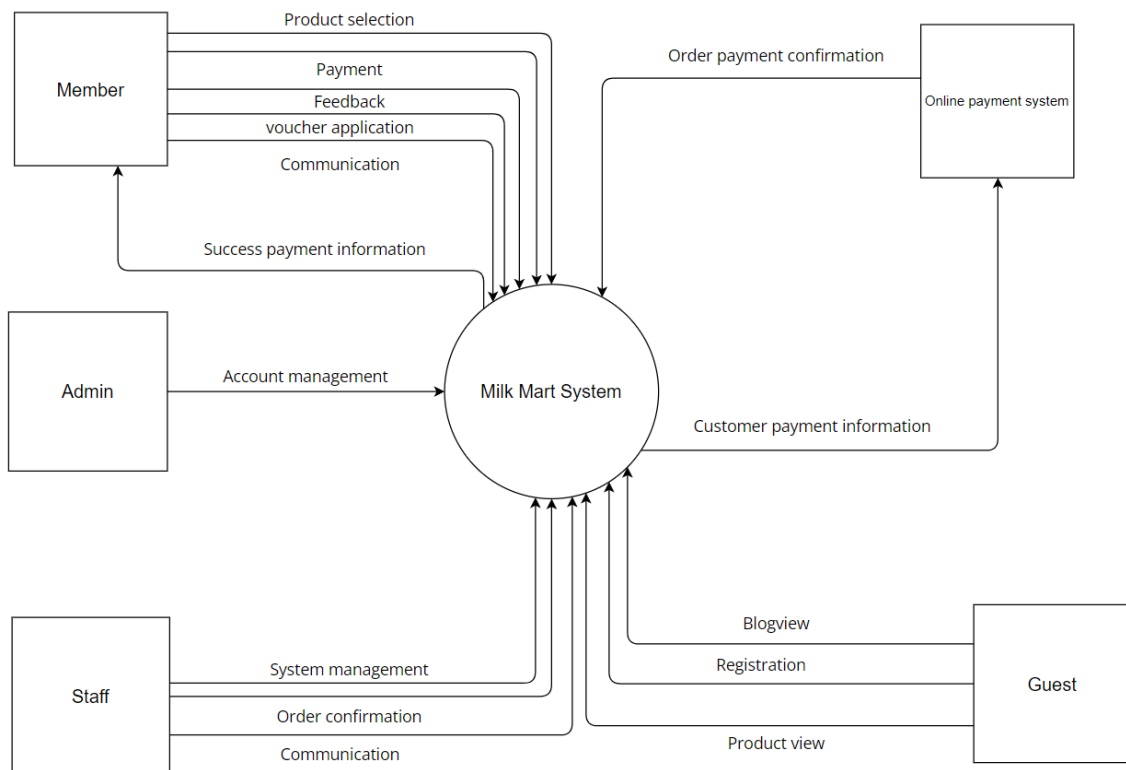 Product selection
Order payment confirmation
Payment
Member
Online payment system
Feedback
voucher application
Communication
Success payment information
Account management
Admin
Milk Mart System
Customer payment information
Blogview
System management
Registration
Staff
Guest
Order confirmation
Product view
Communication